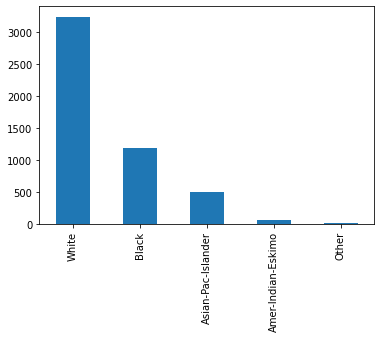 3000
2500
2000
1500
1000
500
0
White
Black
Asian-Pac-Islander
Amer-Indian-Eskimo
Other